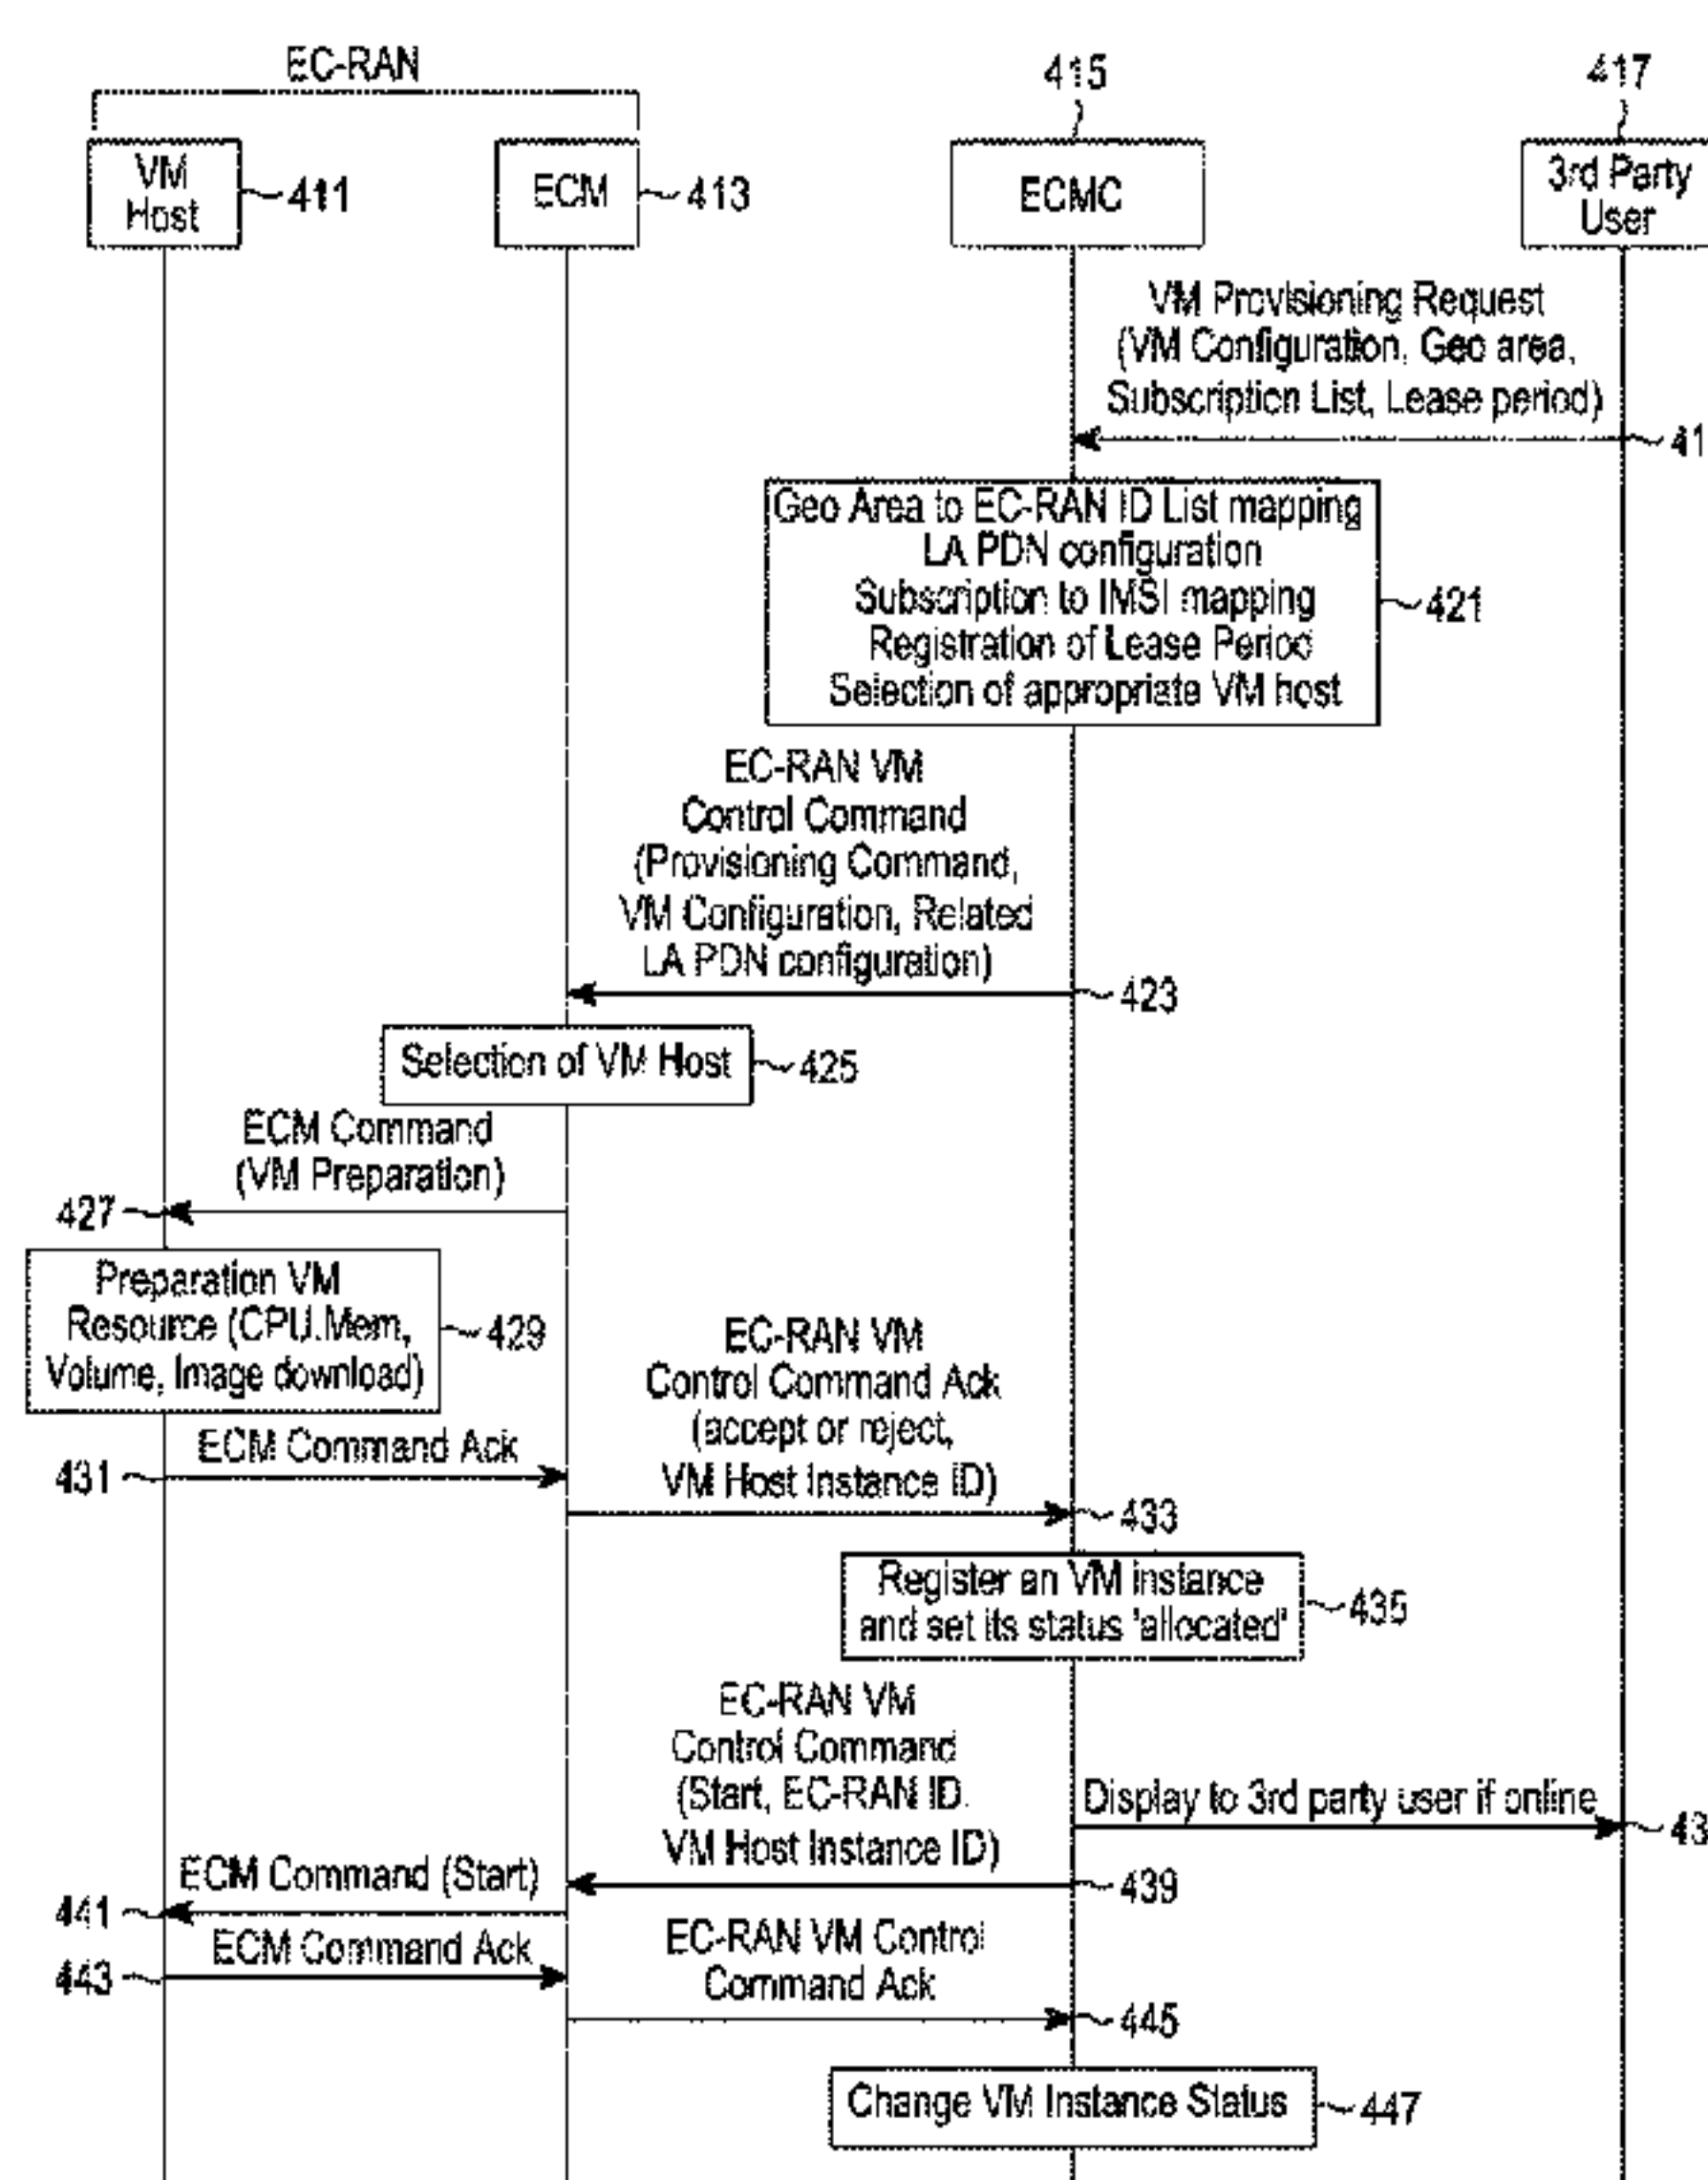 EC-RAN
415
417
VM
Host
411
ECM
413
ECMC
3rd Party
User
VM Provisioning Request
(VM Configuration, Geo area,
Subscription List, Lease period)
41
Geo Area to EC-RAN ID List mapping
LA PDN configuration
Subscription to IMSI mapping
Registration of Lease Period
Selection of appropriate VM host
421
EC-RAN VM
Control Command
(Provisioning Command,
VM Configuration, Related
LA PDN configuration)
423
Selection of VM Host
425
ECM Command
(VM Preparation)
427
Preparation VM
Resource (CPU.Mem,
Volume, Image download)
429
EC-RAN VM
Control Command Ack
(accept or reject,
VM Host Instance ID)
ECM Command Ack
431
433
Register an VM instance
and set its status 'allocated'
435
EC-RAN VM
Control Command
(Start, EC-RAN ID.
VM Host Instance ID)
Display to 3rd party user if online
43
ECM Command (Start)
439
441
ECM Command Ack
443
EC-RAN VM Control
Command Ack
445
Change VM Instance Status
447